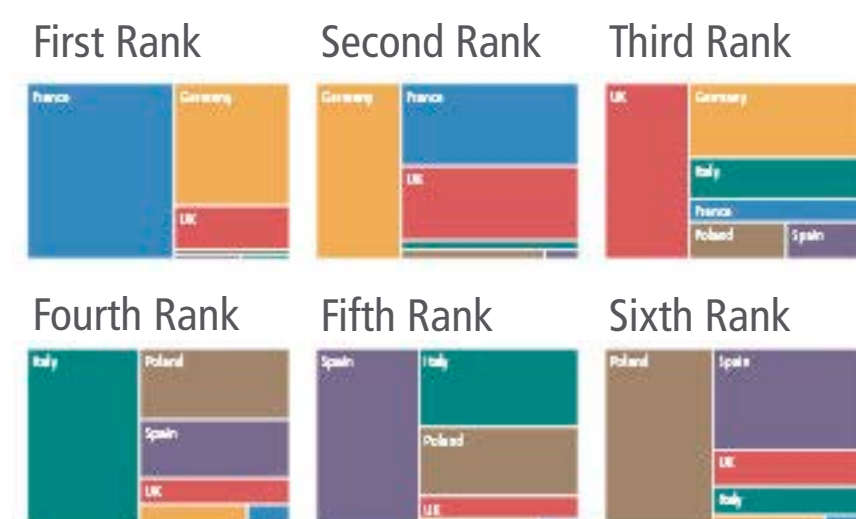 First Rank Second Rank Third Rank
France Germany Germany France UK Germany
UK UK Italy
France
Poland Spain
Fourth Rank Fifth Rank Sixth Rank
Italy Poland Spain Italy Poland Spain
Spain Poland
UK UK UK
Italy